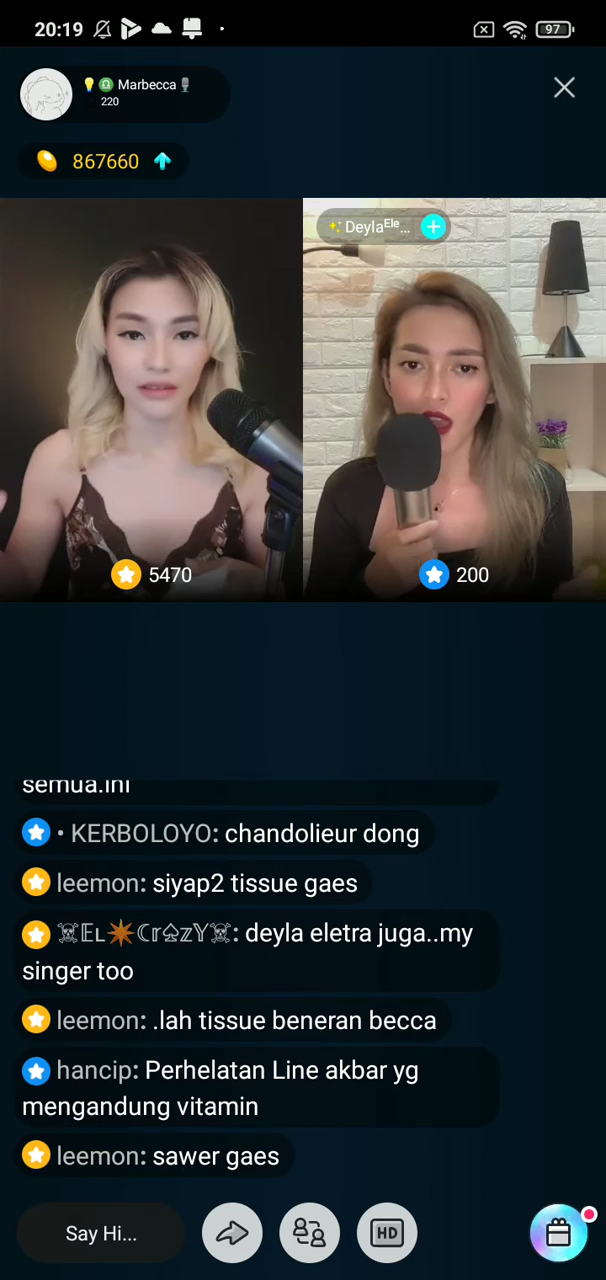 20:19
97
Marbecca
220
867660
Deylaᴱˡᵉ...
5470
200
semua.ini
• KERBOLOYO: chandolieur dong
leemon: siyap2 tissue gaes
☠𝔼ʟ✴ℂ𝕣♤𝕫𝕐☠: deyla eletra juga..my
singer too
leemon: .lah tissue beneran becca
hancip: Perhelatan Line akbar yg
mengandung vitamin
leemon: sawer gaes
Say Hi...
HD